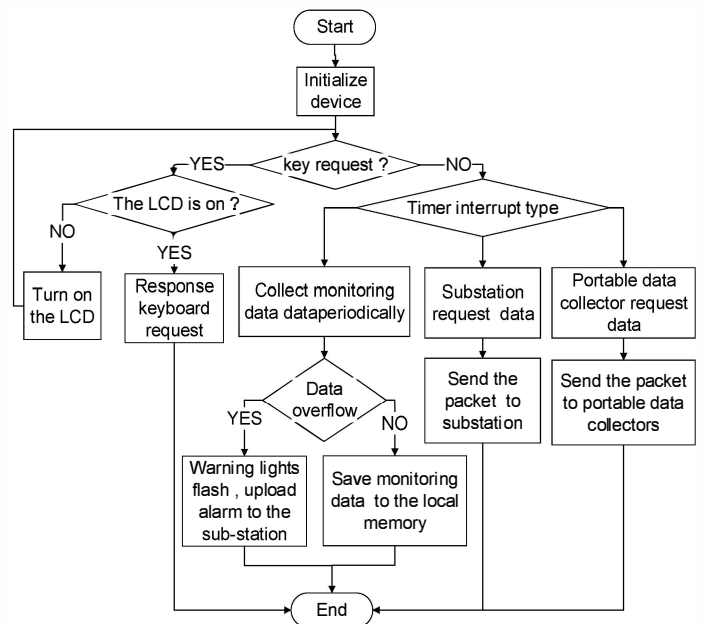 Start
Initialize
device
key request ?
YES
NO
The LCD is on ?
Timer interrupt type
NO
YES
Turn on
the LCD
Response
keyboard
request
Collect monitoring
data dataperiodically
Substation
request data
Portable data
collector request
data
Data
overflow
YES
NO
Send the
packet to
substation
Send the packet
to portable data
collectors
Warning lights
flash , upload
alarm to the
sub-station
Save monitoring
data to the local
memory
End